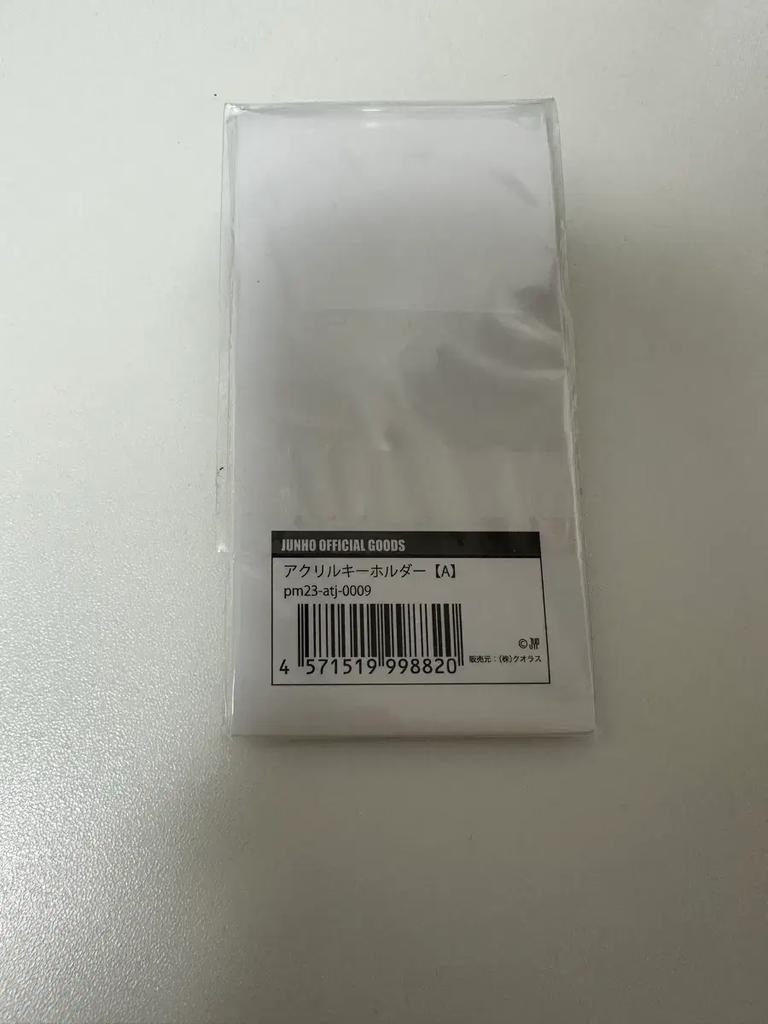 JUNHO OFFICIAL GOODS
アクリルキーホルダー【A】
pm23-atj-0009
© JYP
4 571519 998820
販売元：(株)クオラス